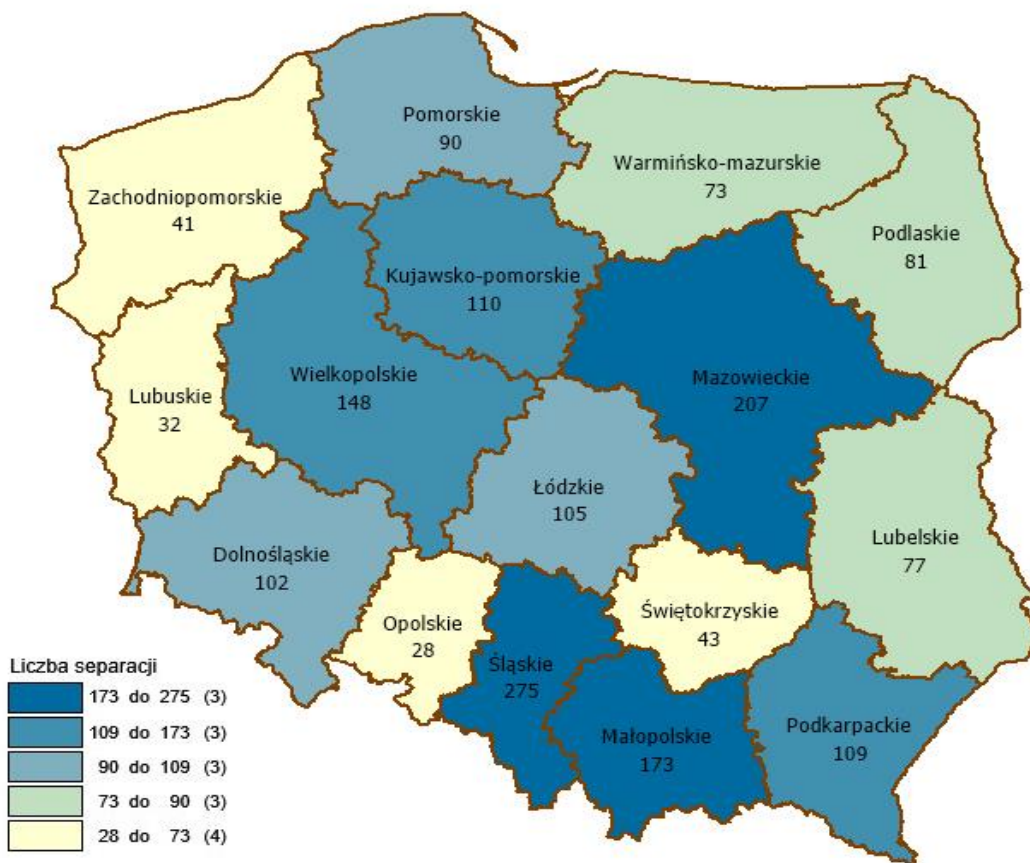 Pomorskie
90
Warmińsko-mazurskie
73
Zachodniopomorskie
41
Podlaskie
81
Kujawsko-pomorskie
110
Wielkopolskie
148
Mazowieckie
207
Lubuskie
32
Łódzkie
105
Lubelskie
77
Dolnośląskie
102
Opolskie
28
Świętokrzyskie
43
Śląskie
275
Małopolskie
173
Podkarpackie
109
Liczba separacji
173 do 275 (3)
109 do 173 (3)
90 do 109 (3)
73 do 90 (3)
28 do 73 (4)